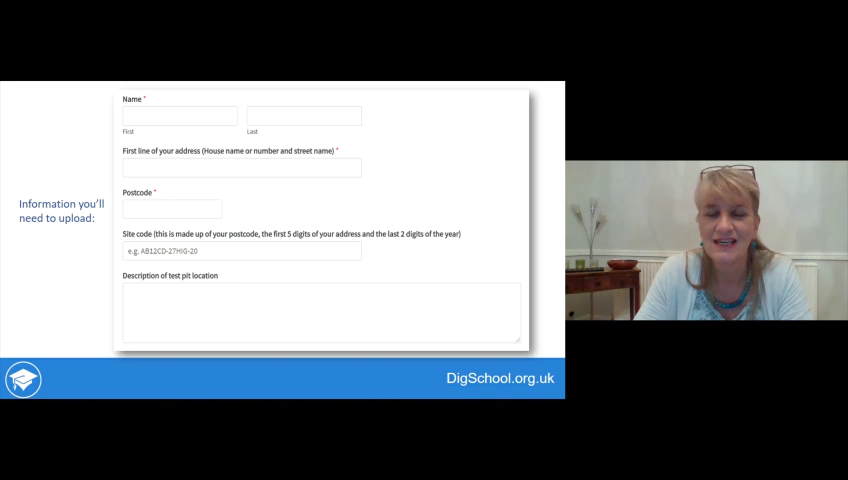 Name *
First
Last
First line of your address (House name or number and street name) *
Information you'll
need to upload:
Postcode *
Site code (this is made up of your postcode, the first 5 digits of your address and the last 2 digits of the year)
e.g. AB12CD-27HIG-20
Description of test pit location
DigSchool.org.uk